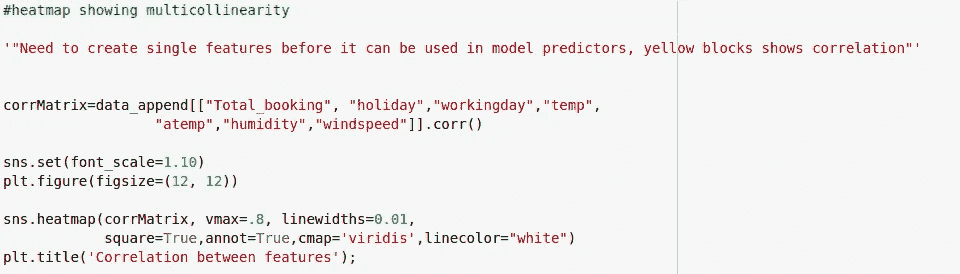 #heatmap showing multicollinearity
'"Need to create single features before it can be used in model predictors, yellow blocks shows correlation"'
corrMatrix=data_append[["Total_booking", "holiday","workingday","temp",
"atemp","humidity","windspeed"]].corr()
sns.set(font_scale=1.10)
plt.figure(figsize=(12, 12))
sns.heatmap(corrMatrix, vmax=.8, linewidths=0.01,
square=True,annot=True,cmap='viridis',linecolor="white")
plt.title('Correlation between features');